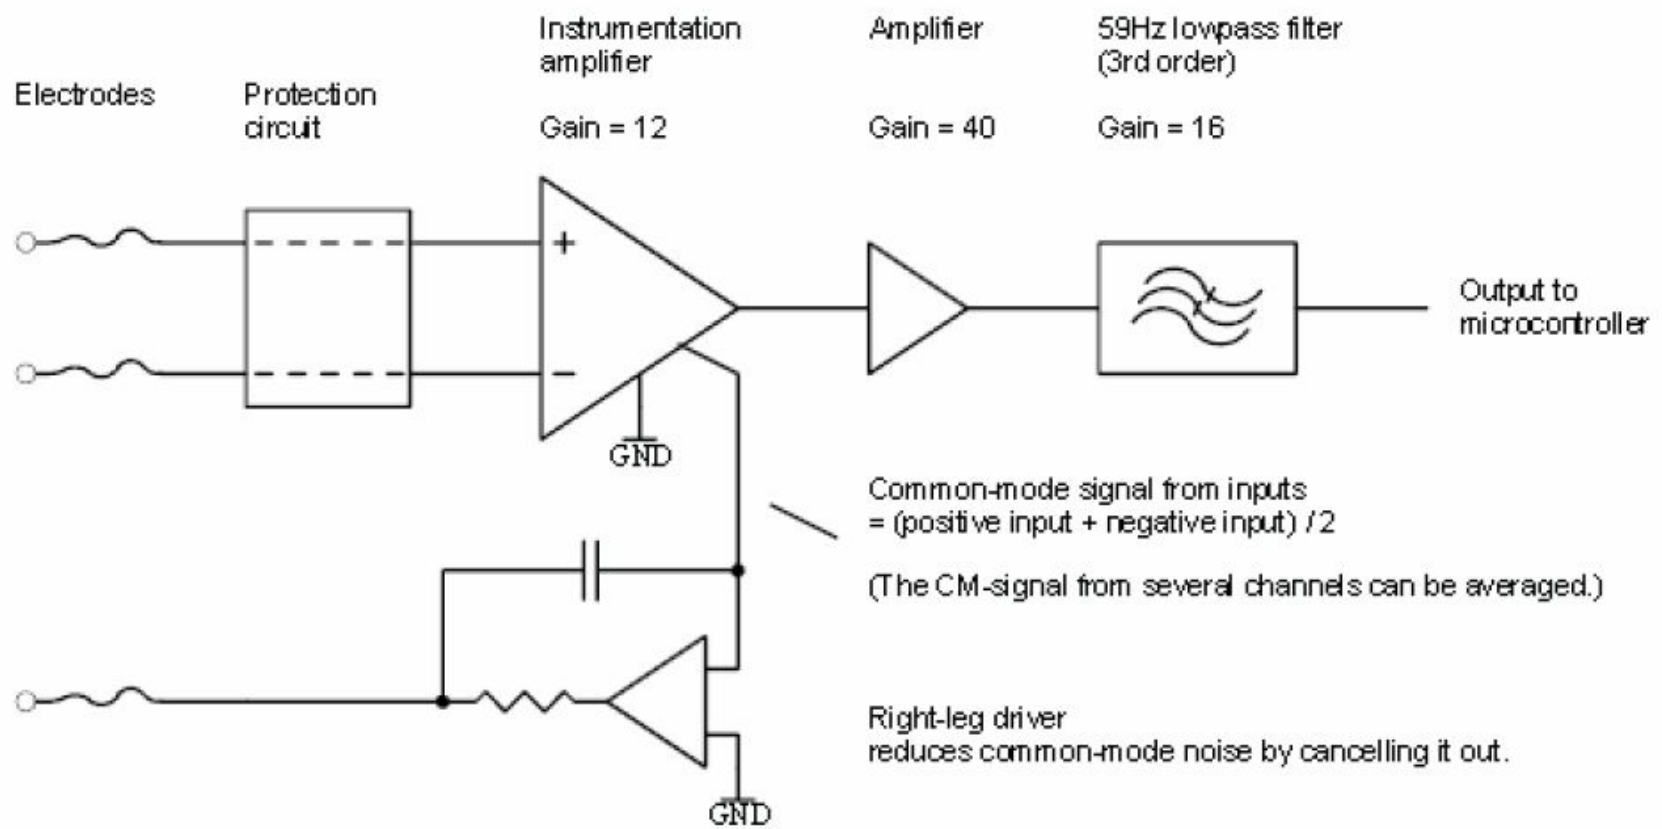 Electrodes
Protection
circuit
Instrumentation
amplifier
Gain = 12
Amplifier
Gain = 40
59Hz lowpass filter
(3rd order)
Gain = 16
+
−
GND
Output to
microcontroller
Common-mode signal from inputs
= (positive input + negative input) / 2
(The CM-signal from several channels can be averaged.)
Right-leg driver
reduces common-mode noise by cancelling it out.
GND